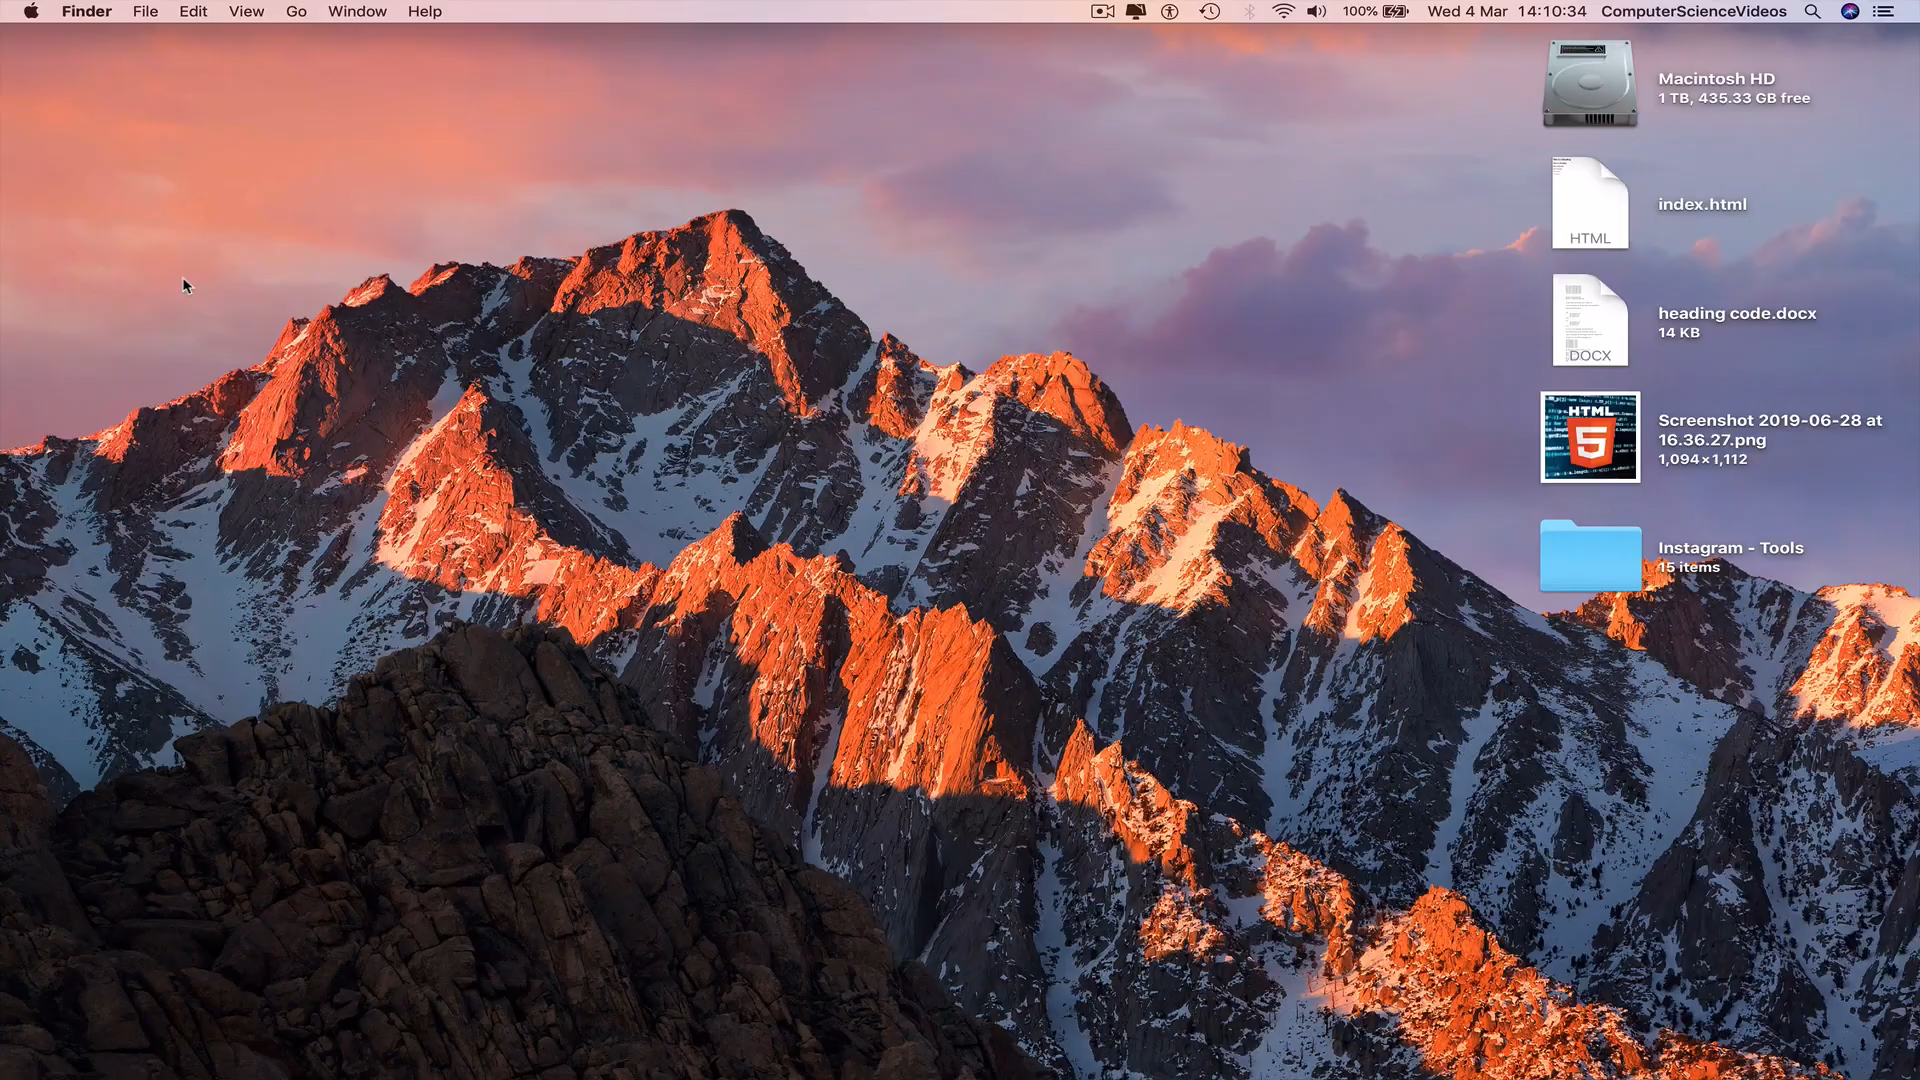 Finder File Edit View Go Window Help 100% Wed 4 Mar 14:10:34 ComputerScienceVideos
Macintosh HD
1 TB, 435.33 GB free
HTML
index.html
DOCX
heading code.docx
14 KB
HTML
5
Screenshot 2019-06-28 at
16.36.27.png
1,094×1,112
Instagram - Tools
15 items